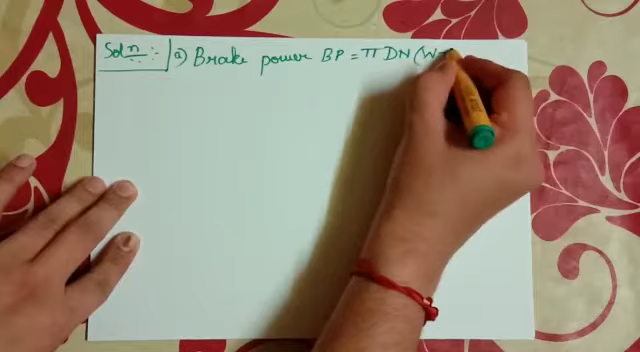 Soln :- a) Brake power BP = π DN (W-